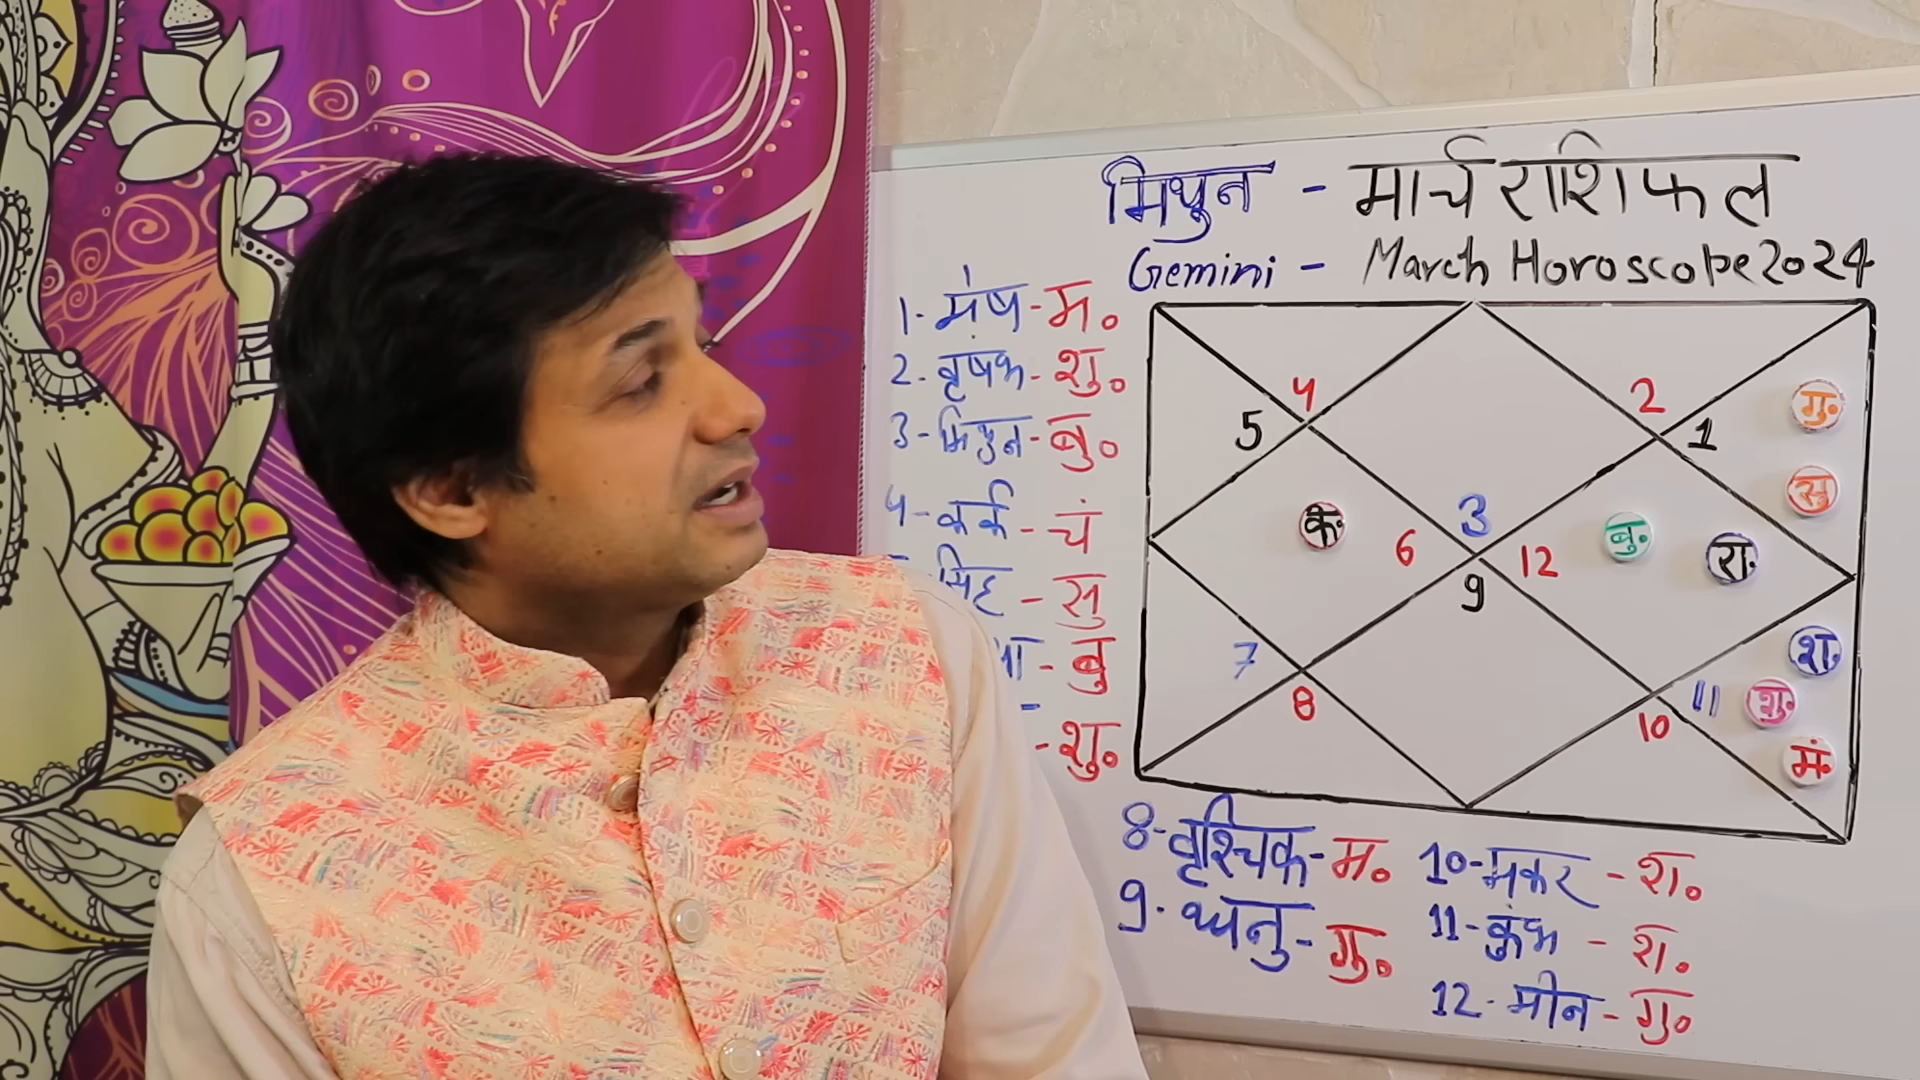 मिथुन - मार्च राशिफल
Gemini - March Horoscope 2024
1 - मेष - म॰
2 - वृषभ - शु॰
3 - मिथुन - बु॰
4 - कर्क - चं
सिंह - सु
- बु
- शु॰
4
2
5
1
गु॰
स
के॰
3
6
12
बु॰
रा॰
9
7
8
10
11
श॰
शु॰
मं॰
8 - वृश्चिक - म॰
10 - मकर - श॰
9 - धनु - गु॰
11 - कुंभ - श॰
12 - मीन - गु॰